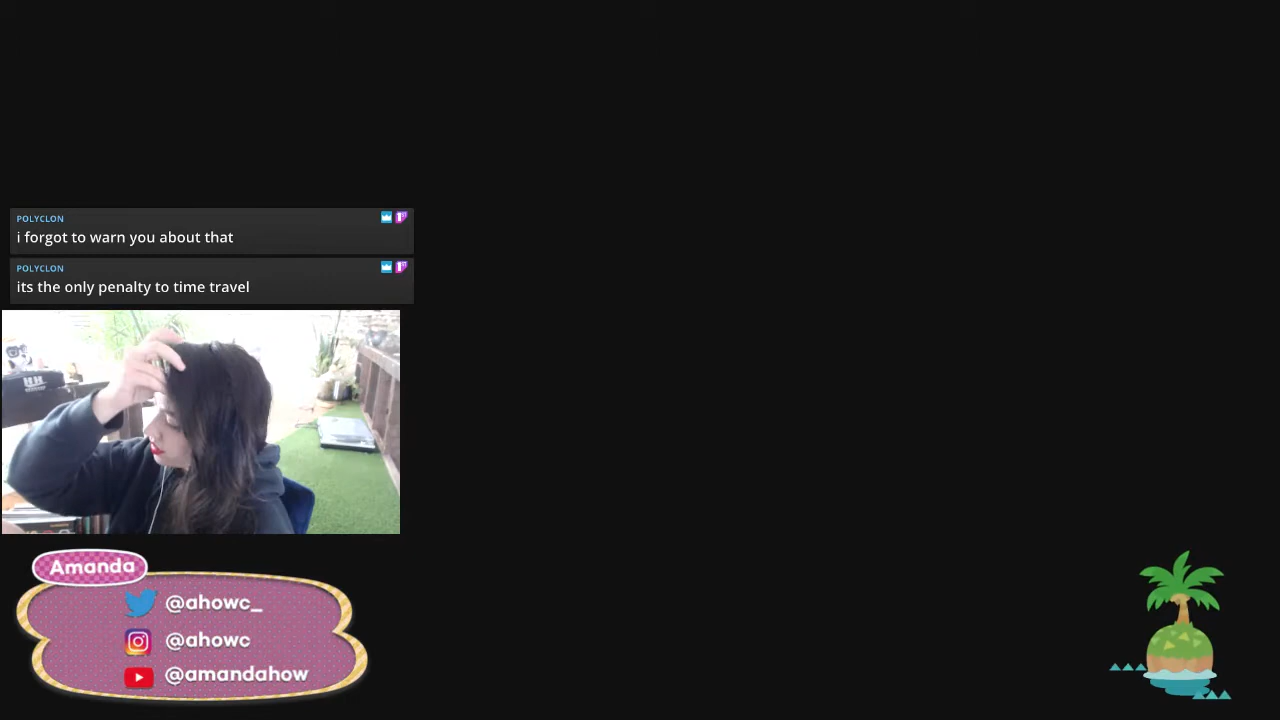 POLYCLON
i forgot to warn you about that
POLYCLON
its the only penalty to time travel
Amanda
@ahowc_
@ahowc
@amandahow